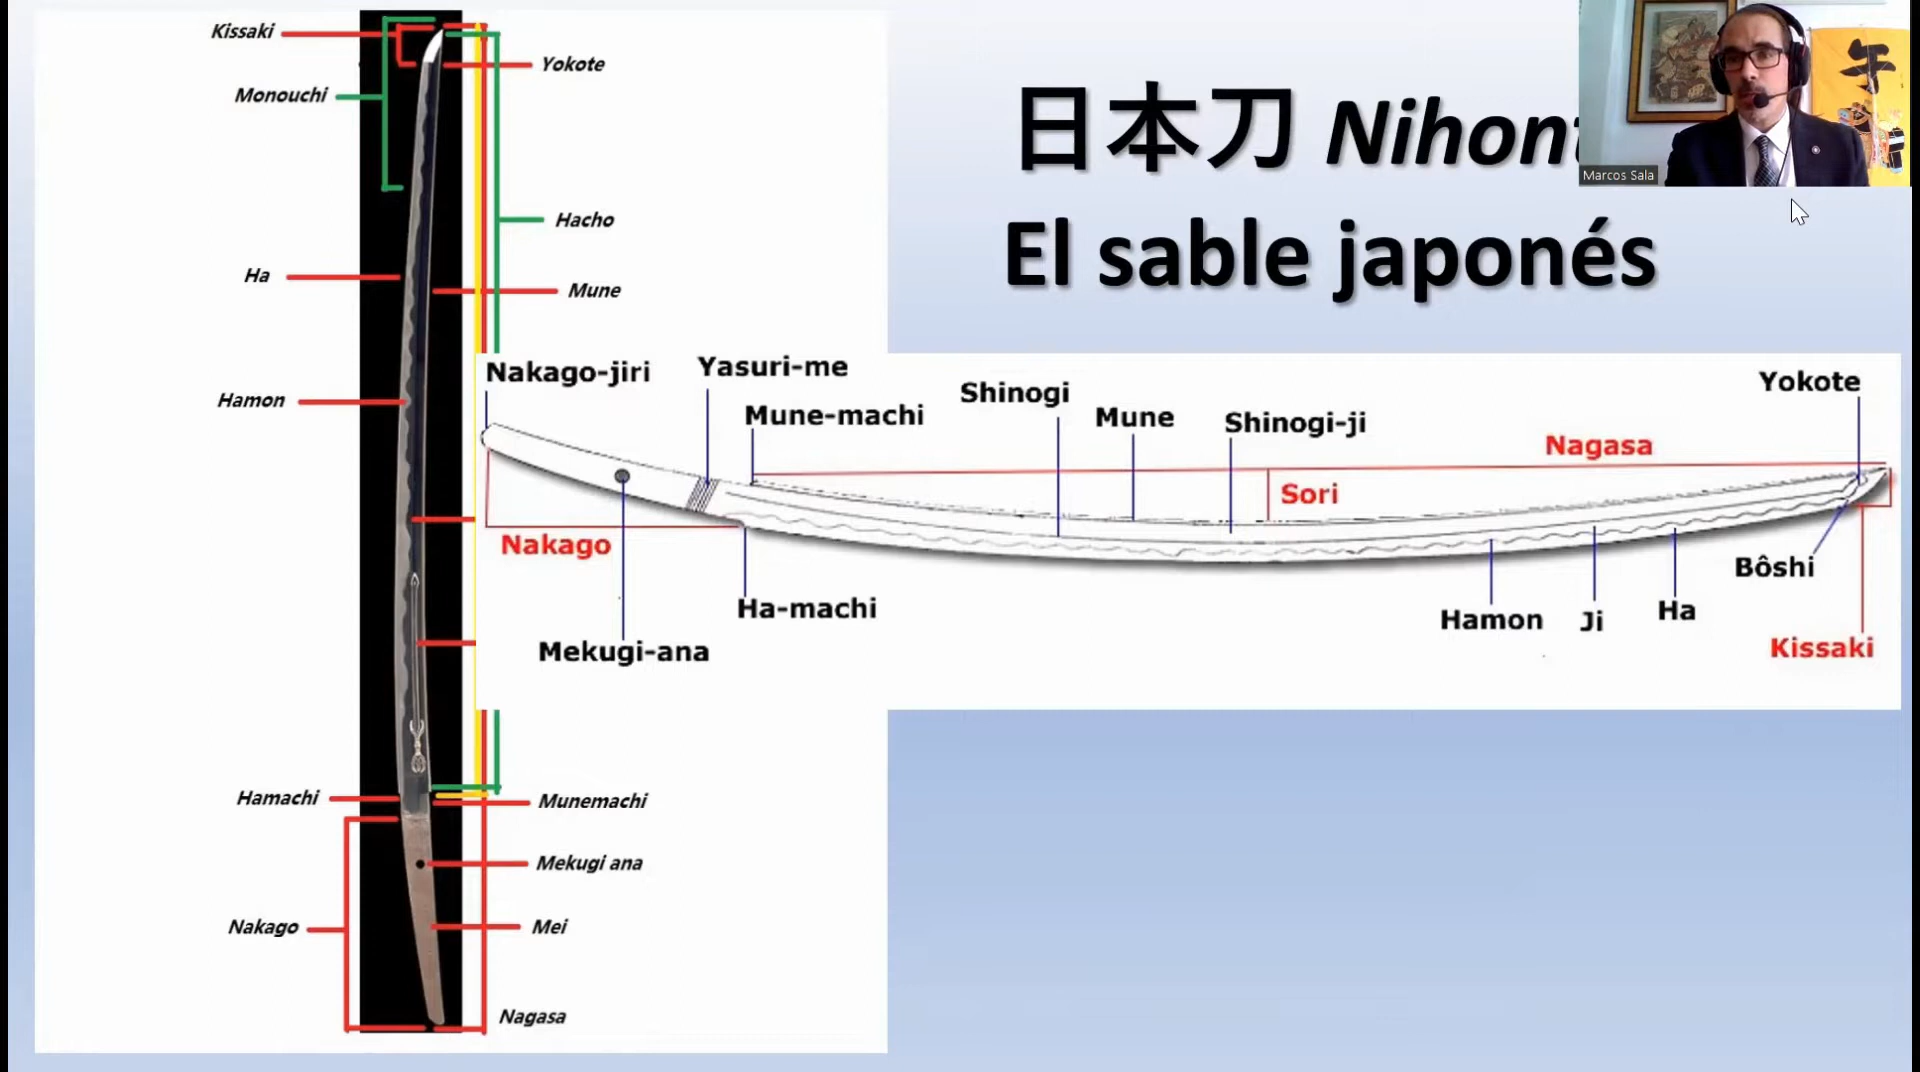 Kissaki
Yokote
Monouchi
Hacho
Ha
Mune
Hamon
Hamachi
Munemachi
Mekugi ana
Nakago
Mei
Nagasa
日本刀 Nihont
El sable japonés
Marcos Sala
Nakago-jiri
Yasuri-me
Mune-machi
Shinogi
Mune
Shinogi-ji
Yokote
Nagasa
Sori
Nakago
Ha-machi
Mekugi-ana
Bôshi
Hamon
Ji
Ha
Kissaki